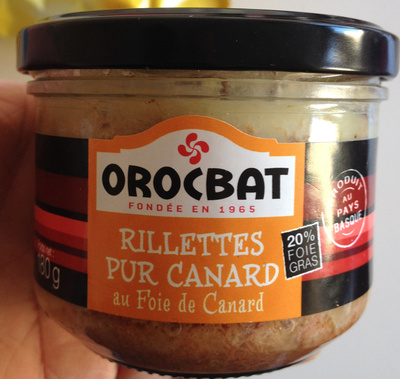 OROCBAT
FONDÉE EN 1965
RILLETTES
PUR CANARD
au Foie de Canard
20%
FOIE
GRAS
PRODUIT
AU
PAYS
BASQUE
180g